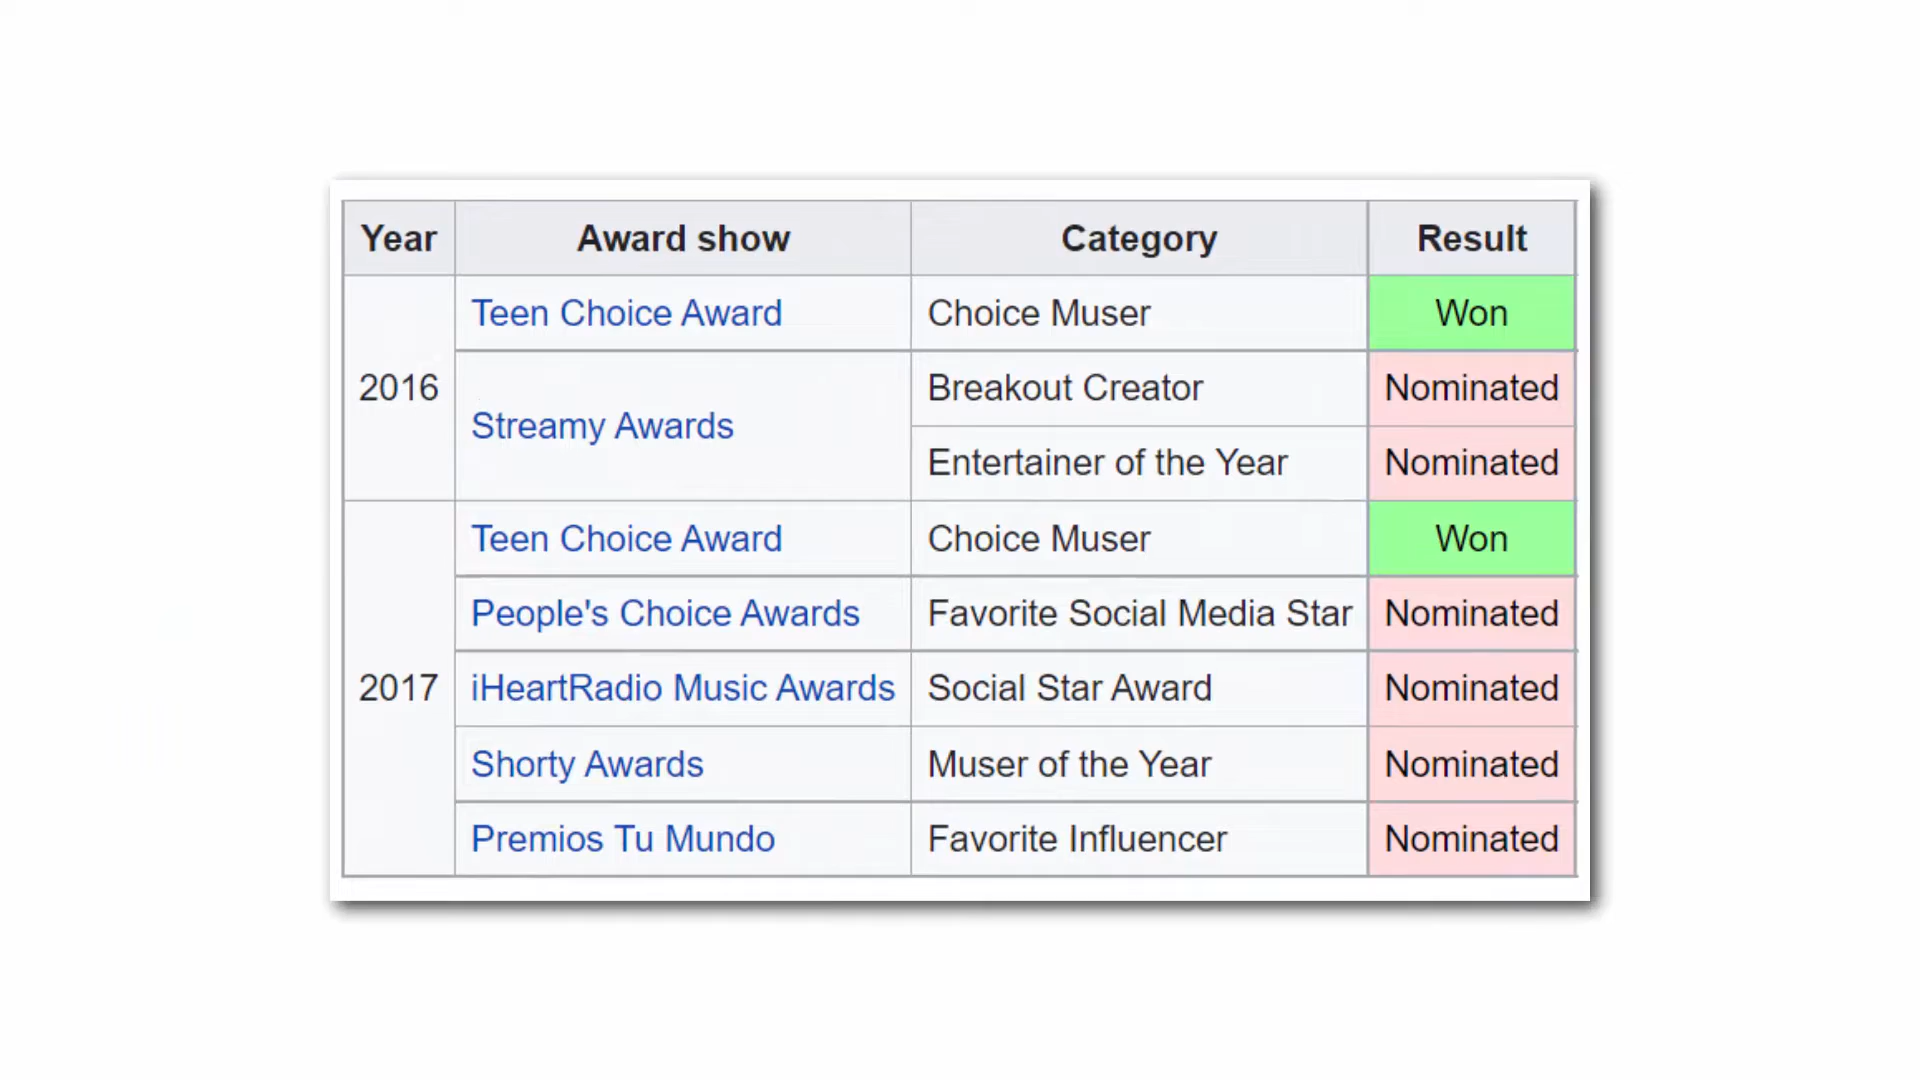 Year Award show Category Result
2016 Teen Choice Award Choice Muser Won
Streamy Awards Breakout Creator Nominated
Entertainer of the Year Nominated
2017 Teen Choice Award Choice Muser Won
People's Choice Awards Favorite Social Media Star Nominated
iHeartRadio Music Awards Social Star Award Nominated
Shorty Awards Muser of the Year Nominated
Premios Tu Mundo Favorite Influencer Nominated